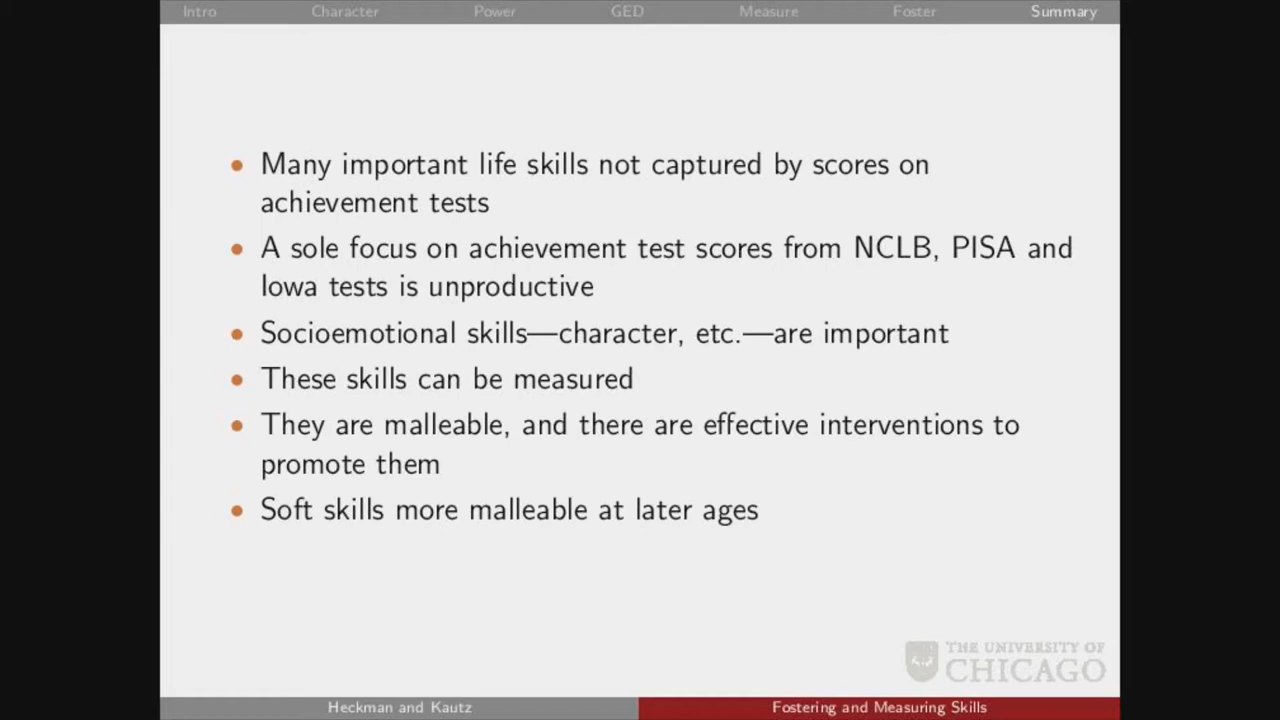 Intro Character Power GED Measure Foster Summary
• Many important life skills not captured by scores on
achievement tests
• A sole focus on achievement test scores from NCLB, PISA and
Iowa tests is unproductive
• Socioemotional skills—character, etc.—are important
• These skills can be measured
• They are malleable, and there are effective interventions to
promote them
• Soft skills more malleable at later ages
THE UNIVERSITY OF
CHICAGO
Heckman and Kautz Fostering and Measuring Skills